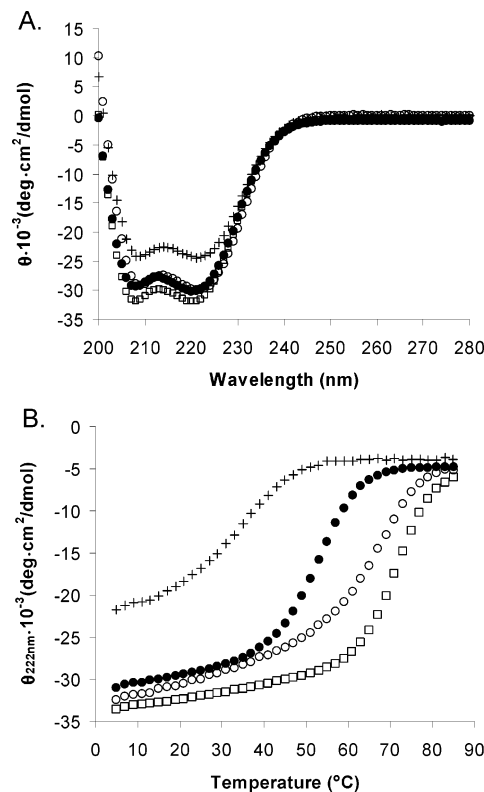 A.
15
10
5
0
-5
-10
-15
-20
-25
-30
-35
θ·10⁻³(deg·cm²/dmol)
200 210 220 230 240 250 260 270 280
Wavelength (nm)
B.
0
-5
-10
-15
-20
-25
-30
-35
θ₂₂₂nm·10⁻³(deg·cm²/dmol)
0 10 20 30 40 50 60 70 80 90
Temperature (°C)